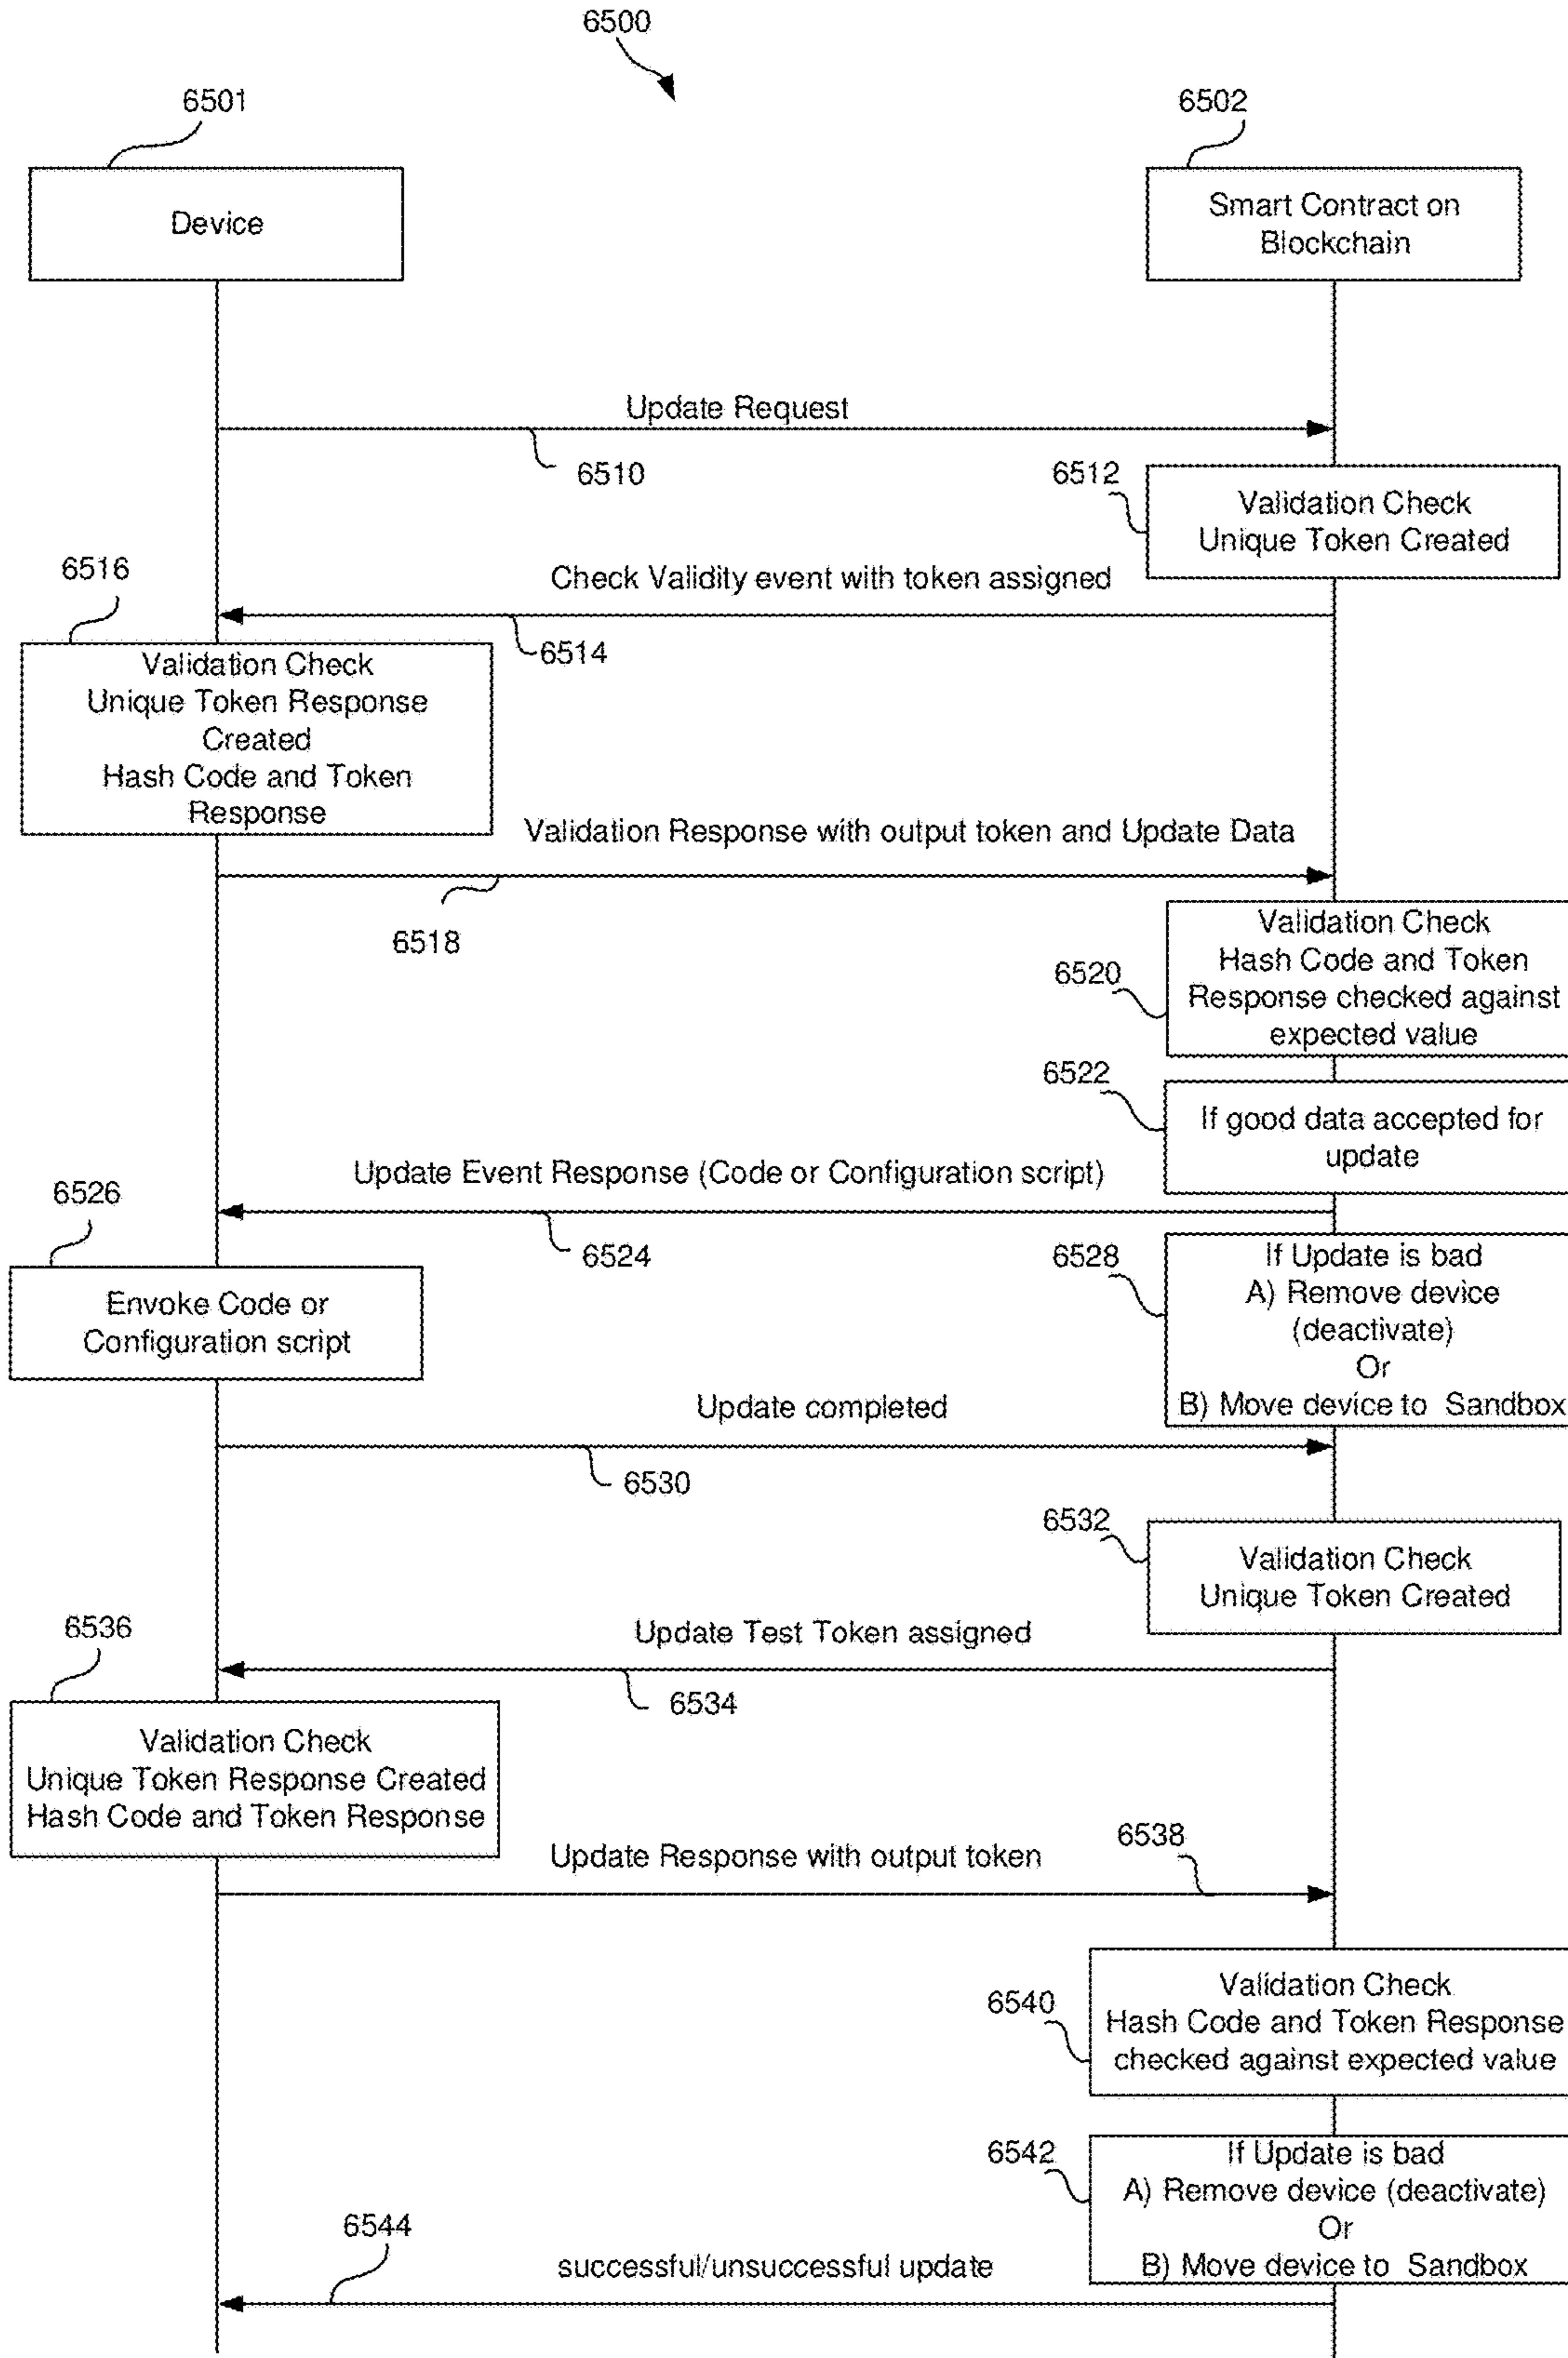 6500
6501
6502
Device
Smart Contract on
Blockchain
Update Request
6510
6512
Validation Check
Unique Token Created
6516
Check Validity event with token assigned
6514
Validation Check
Unique Token Response
Created
Hash Code and Token
Response
Validation Response with output token and Update Data
6518
6520
Validation Check
Hash Code and Token
Response checked against
expected value
6522
If good data accepted for
update
Update Event Response (Code or Configuration script)
6526
6524
6528
If Update is bad
A) Remove device
(deactivate)
Or
B) Move device to Sandbox
Envoke Code or
Configuration script
Update completed
6530
6532
Validation Check
Unique Token Created
6536
Update Test Token assigned
6534
Validation Check
Unique Token Response Created
Hash Code and Token Response
6538
Update Response with output token
6540
Validation Check
Hash Code and Token Response
checked against expected value
6542
If Update is bad
A) Remove device (deactivate)
Or
B) Move device to Sandbox
6544
successful/unsuccessful update